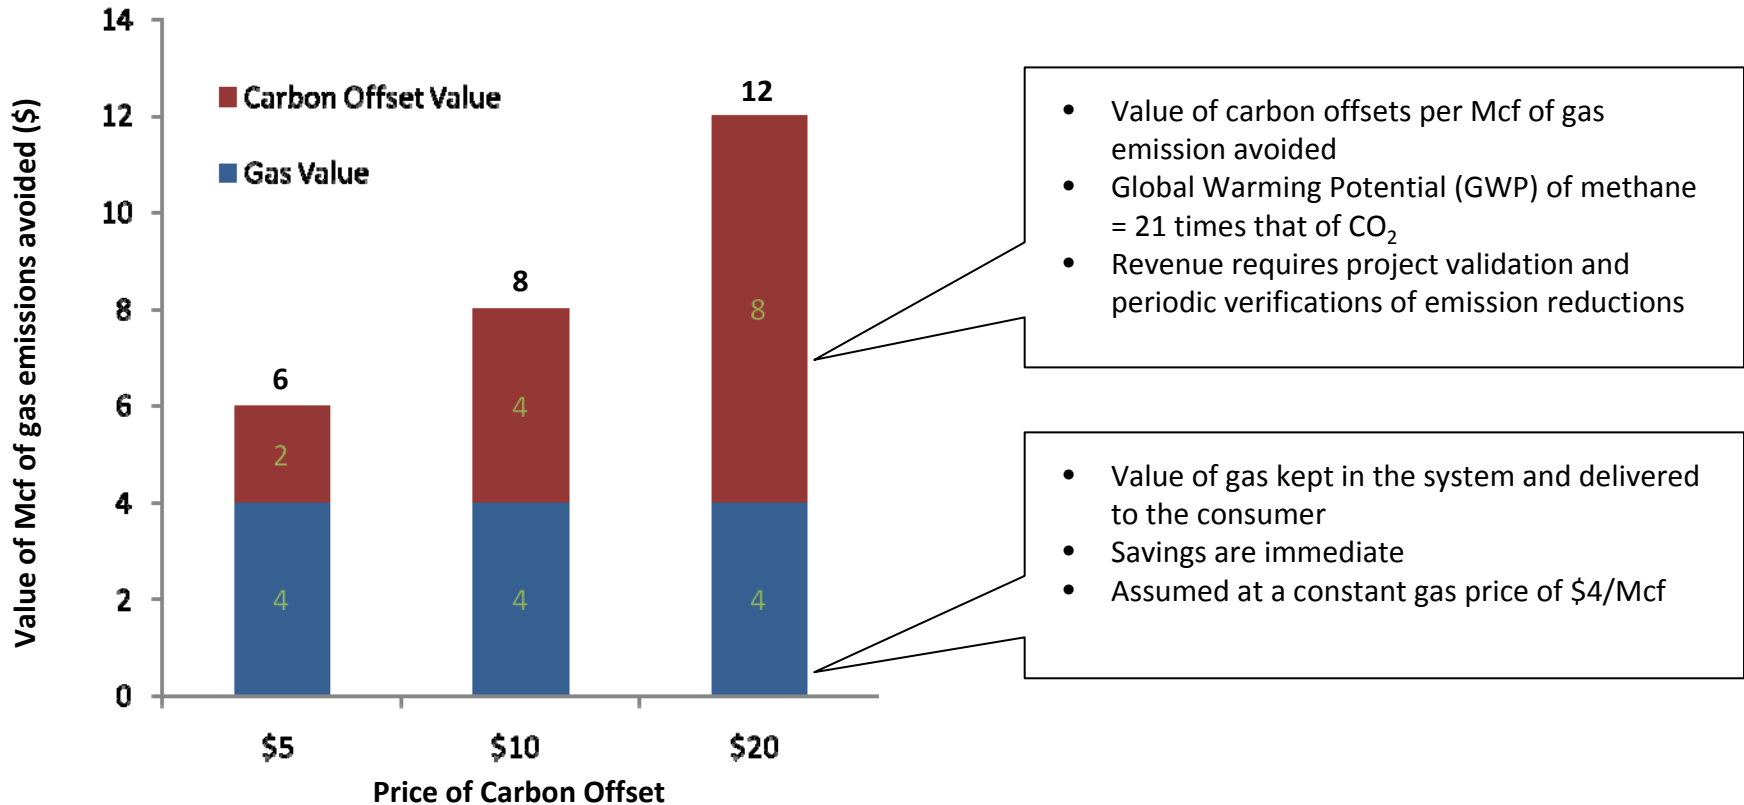 Value of Mcf of gas emissions avoided ($)
14
12
10
8
6
4
2
0
Carbon Offset Value
Gas Value
6
2
4
8
4
4
12
8
4
$5
$10
$20
Price of Carbon Offset
• Value of carbon offsets per Mcf of gas
emission avoided
• Global Warming Potential (GWP) of methane
= 21 times that of CO₂
• Revenue requires project validation and
periodic verifications of emission reductions
• Value of gas kept in the system and delivered
to the consumer
• Savings are immediate
• Assumed at a constant gas price of $4/Mcf